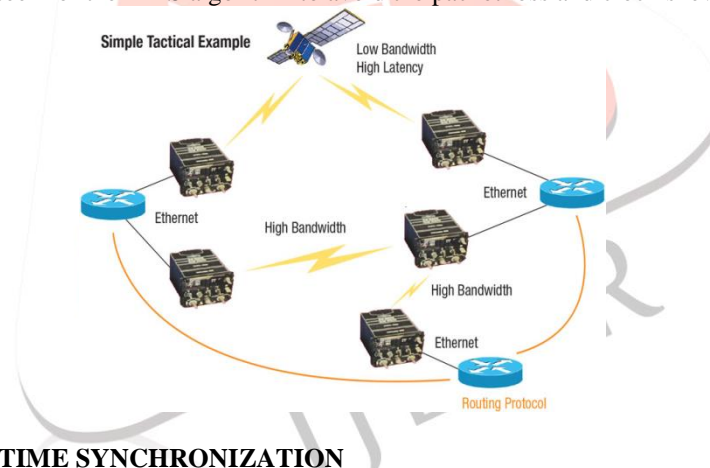 Simple Tactical Example
Low Bandwidth
High Latency
Ethernet
Ethernet
High Bandwidth
High Bandwidth
Ethernet
Routing Protocol
TIME SYNCHRONIZATION